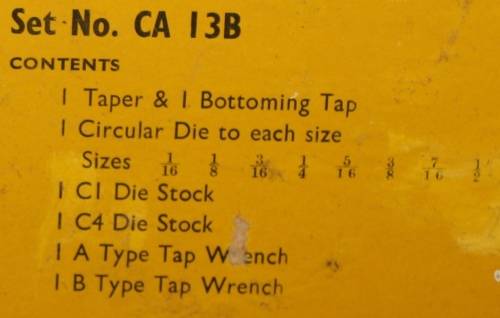 Set No. CA 13B
CONTENTS
1 Taper & 1 Bottoming Tap
1 Circular Die to each size
Sizes 1/16 1/8 3/16 1/4 5/16 3/8 7/16 1/2
1 C1 Die Stock
1 C4 Die Stock
1 A Type Tap Wrench
1 B Type Tap Wrench